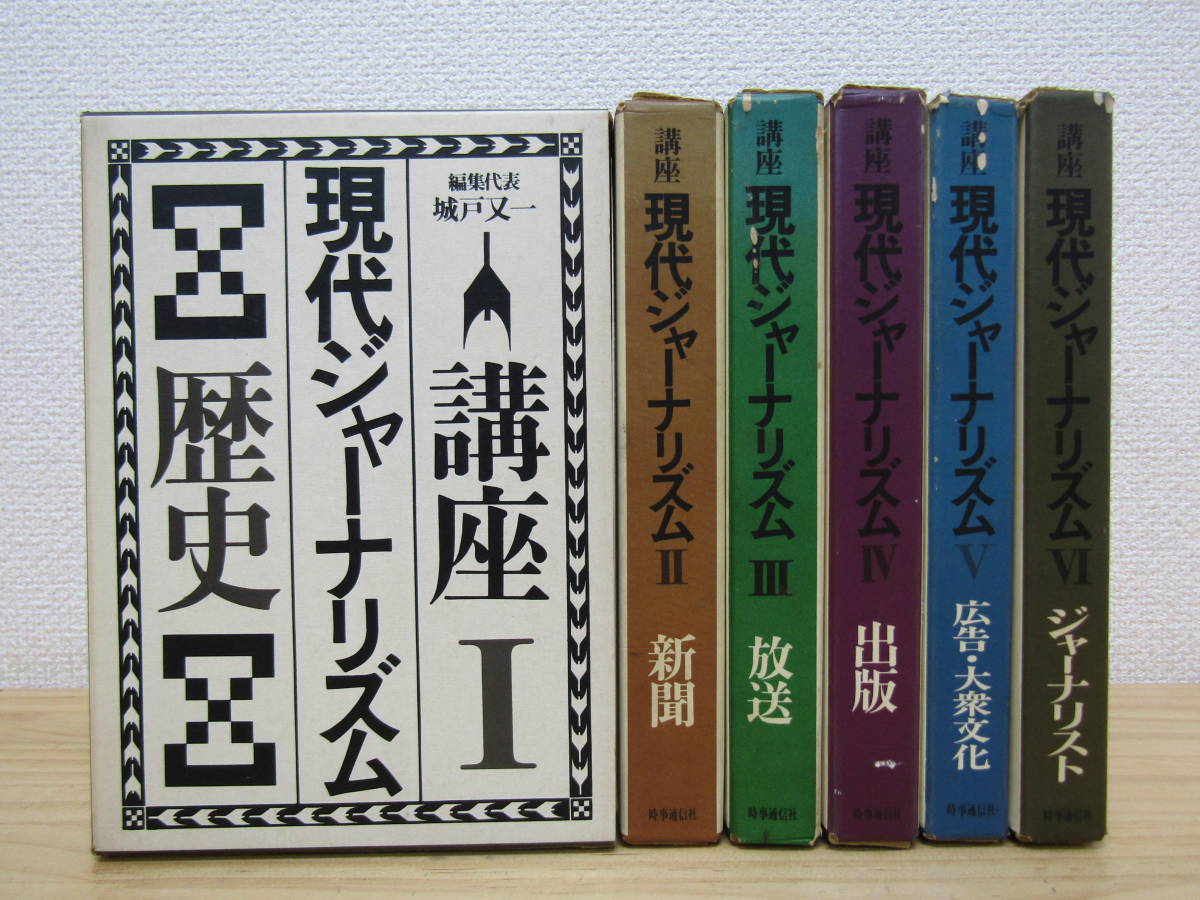 編集代表
城戸又一
講座 I
現代ジャーナリズム
歴史
講座 現代ジャーナリズム II 新聞
時事通信社
講座 現代ジャーナリズム III 放送
時事通信社
講座 現代ジャーナリズム IV 出版
時事通信社
講座 現代ジャーナリズム V 広告・大衆文化
時事通信社
講座 現代ジャーナリズム VI ジャーナリスト
時事通信社